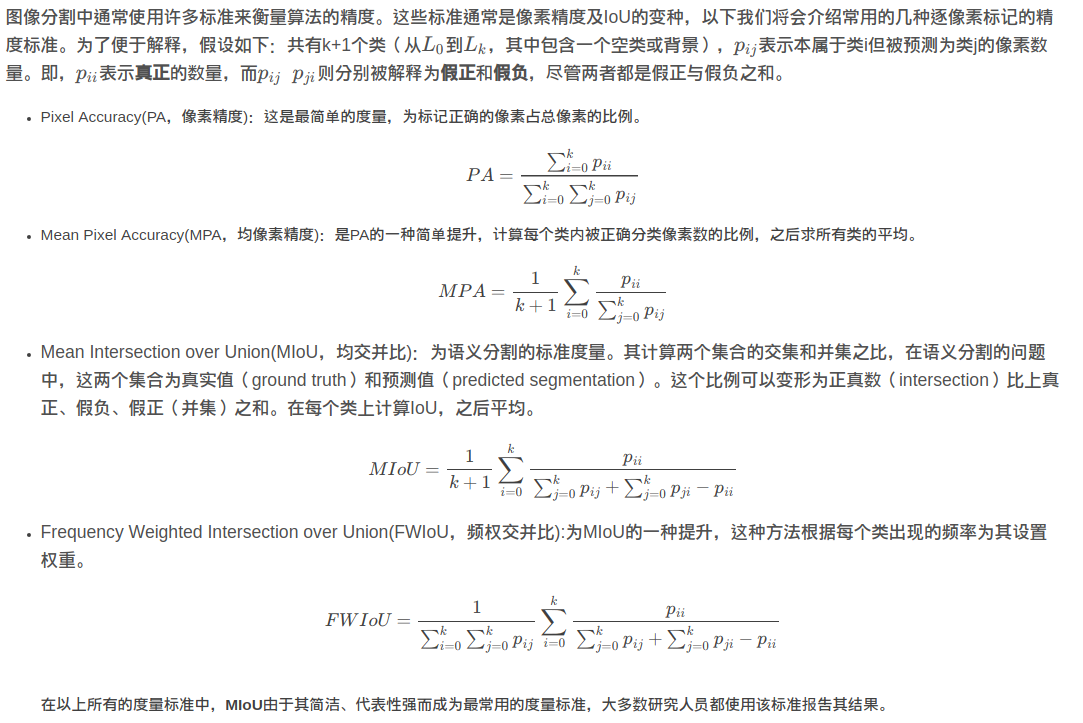 图像分割中通常使用许多标准来衡量算法的精度。这些标准通常是像素精度及IoU的变种，以下我们将会介绍常用的几种逐像素标记的精
度标准。为了便于解释，假设如下：共有k+1个类（从L_0到L_k，其中包含一个空类或背景），p_{ij}表示本属于类i但被预测为类j的像素数
量。即，p_{ii}表示真正的数量，而p_{ij} p_{ji}则分别被解释为假正和假负，尽管两者都是假正与假负之和。
• Pixel Accuracy(PA，像素精度)：这是最简单的度量，为标记正确的像素占总像素的比例。
PA = \frac{\sum_{i=0}^{k} p_{ii}}{\sum_{i=0}^{k} \sum_{j=0}^{k} p_{ij}}
• Mean Pixel Accuracy(MPA，均像素精度)：是PA的一种简单提升，计算每个类内被正确分类像素数的比例，之后求所有类的平均。
MPA = \frac{1}{k+1} \sum_{i=0}^{k} \frac{p_{ii}}{\sum_{j=0}^{k} p_{ij}}
• Mean Intersection over Union(MIoU，均交并比)：为语义分割的标准度量。其计算两个集合的交集和并集之比，在语义分割的问题
中，这两个集合为真实值（ground truth）和预测值（predicted segmentation）。这个比例可以变形为正真数（intersection）比上真
正、假负、假正（并集）之和。在每个类上计算IoU，之后平均。
MIoU = \frac{1}{k+1} \sum_{i=0}^{k} \frac{p_{ii}}{\sum_{j=0}^{k} p_{ij} + \sum_{j=0}^{k} p_{ji} - p_{ii}}
• Frequency Weighted Intersection over Union(FWIoU，频权交并比):为MIoU的一种提升，这种方法根据每个类出现的频率为其设置
权重。
FWIoU = \frac{1}{\sum_{i=0}^{k} \sum_{j=0}^{k} p_{ij}} \sum_{i=0}^{k} \frac{p_{ii}}{\sum_{j=0}^{k} p_{ij} + \sum_{j=0}^{k} p_{ji} - p_{ii}}
在以上所有的度量标准中，MIoU由于其简洁、代表性强而成为最常用的度量标准，大多数研究人员都使用该标准报告其结果。